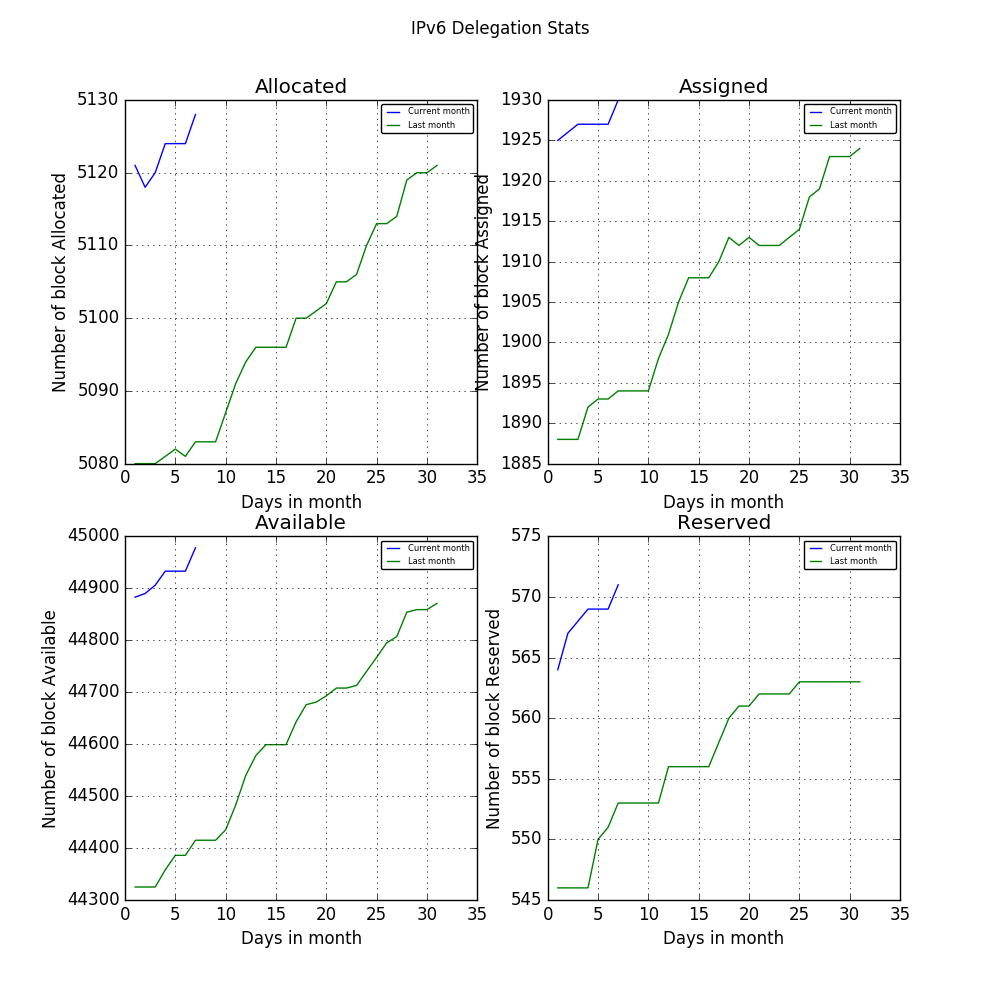 IPv6 Delegation Stats
Allocated
Number of block Allocated
5130
5120
5110
5100
5090
5080
Current month
Last month
0 5 10 15 20 25 30 35
Days in month
Assigned
Number of block Assigned
1930
1925
1920
1915
1910
1905
1900
1895
1890
1885
Current month
Last month
0 5 10 15 20 25 30 35
Days in month
Available
Number of block Available
45000
44900
44800
44700
44600
44500
44400
44300
Current month
Last month
0 5 10 15 20 25 30 35
Days in month
Reserved
Number of block Reserved
575
570
565
560
555
550
545
Current month
Last month
0 5 10 15 20 25 30 35
Days in month